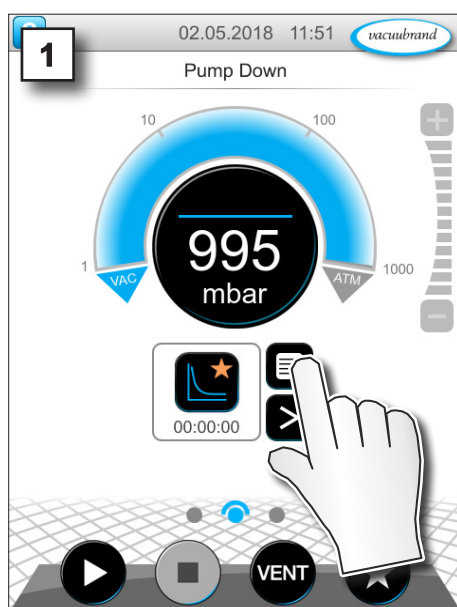 02.05.2018 11:51 vacuubrand
1
Pump Down
10 100
1 1000
VAC ATM
995
mbar
00:00:00
VENT